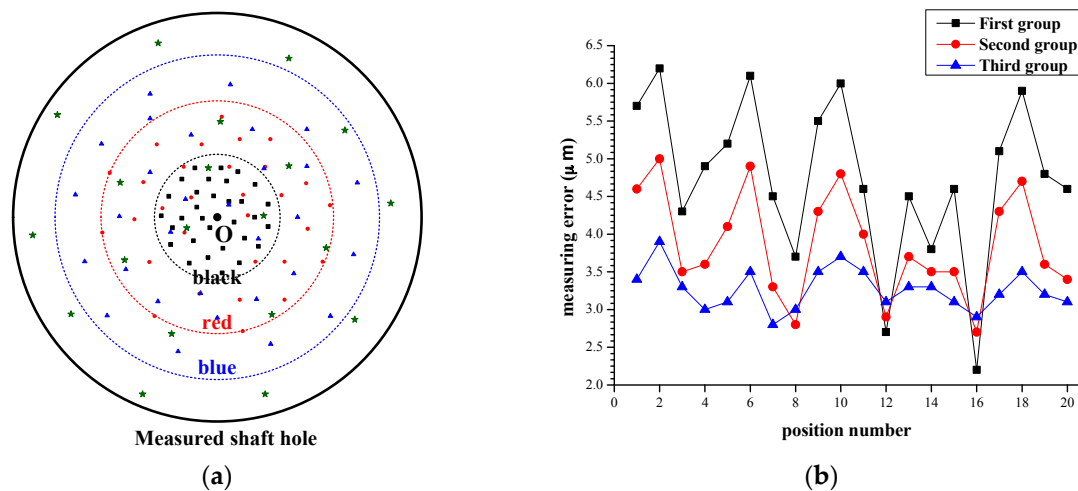 O
black
red
blue
Measured shaft hole
(a)
First group
Second group
Third group
measuring error (μ m)
6.5
6.0
5.5
5.0
4.5
4.0
3.5
3.0
2.5
2.0
0 2 4 6 8 10 12 14 16 18 20
position number
(b)